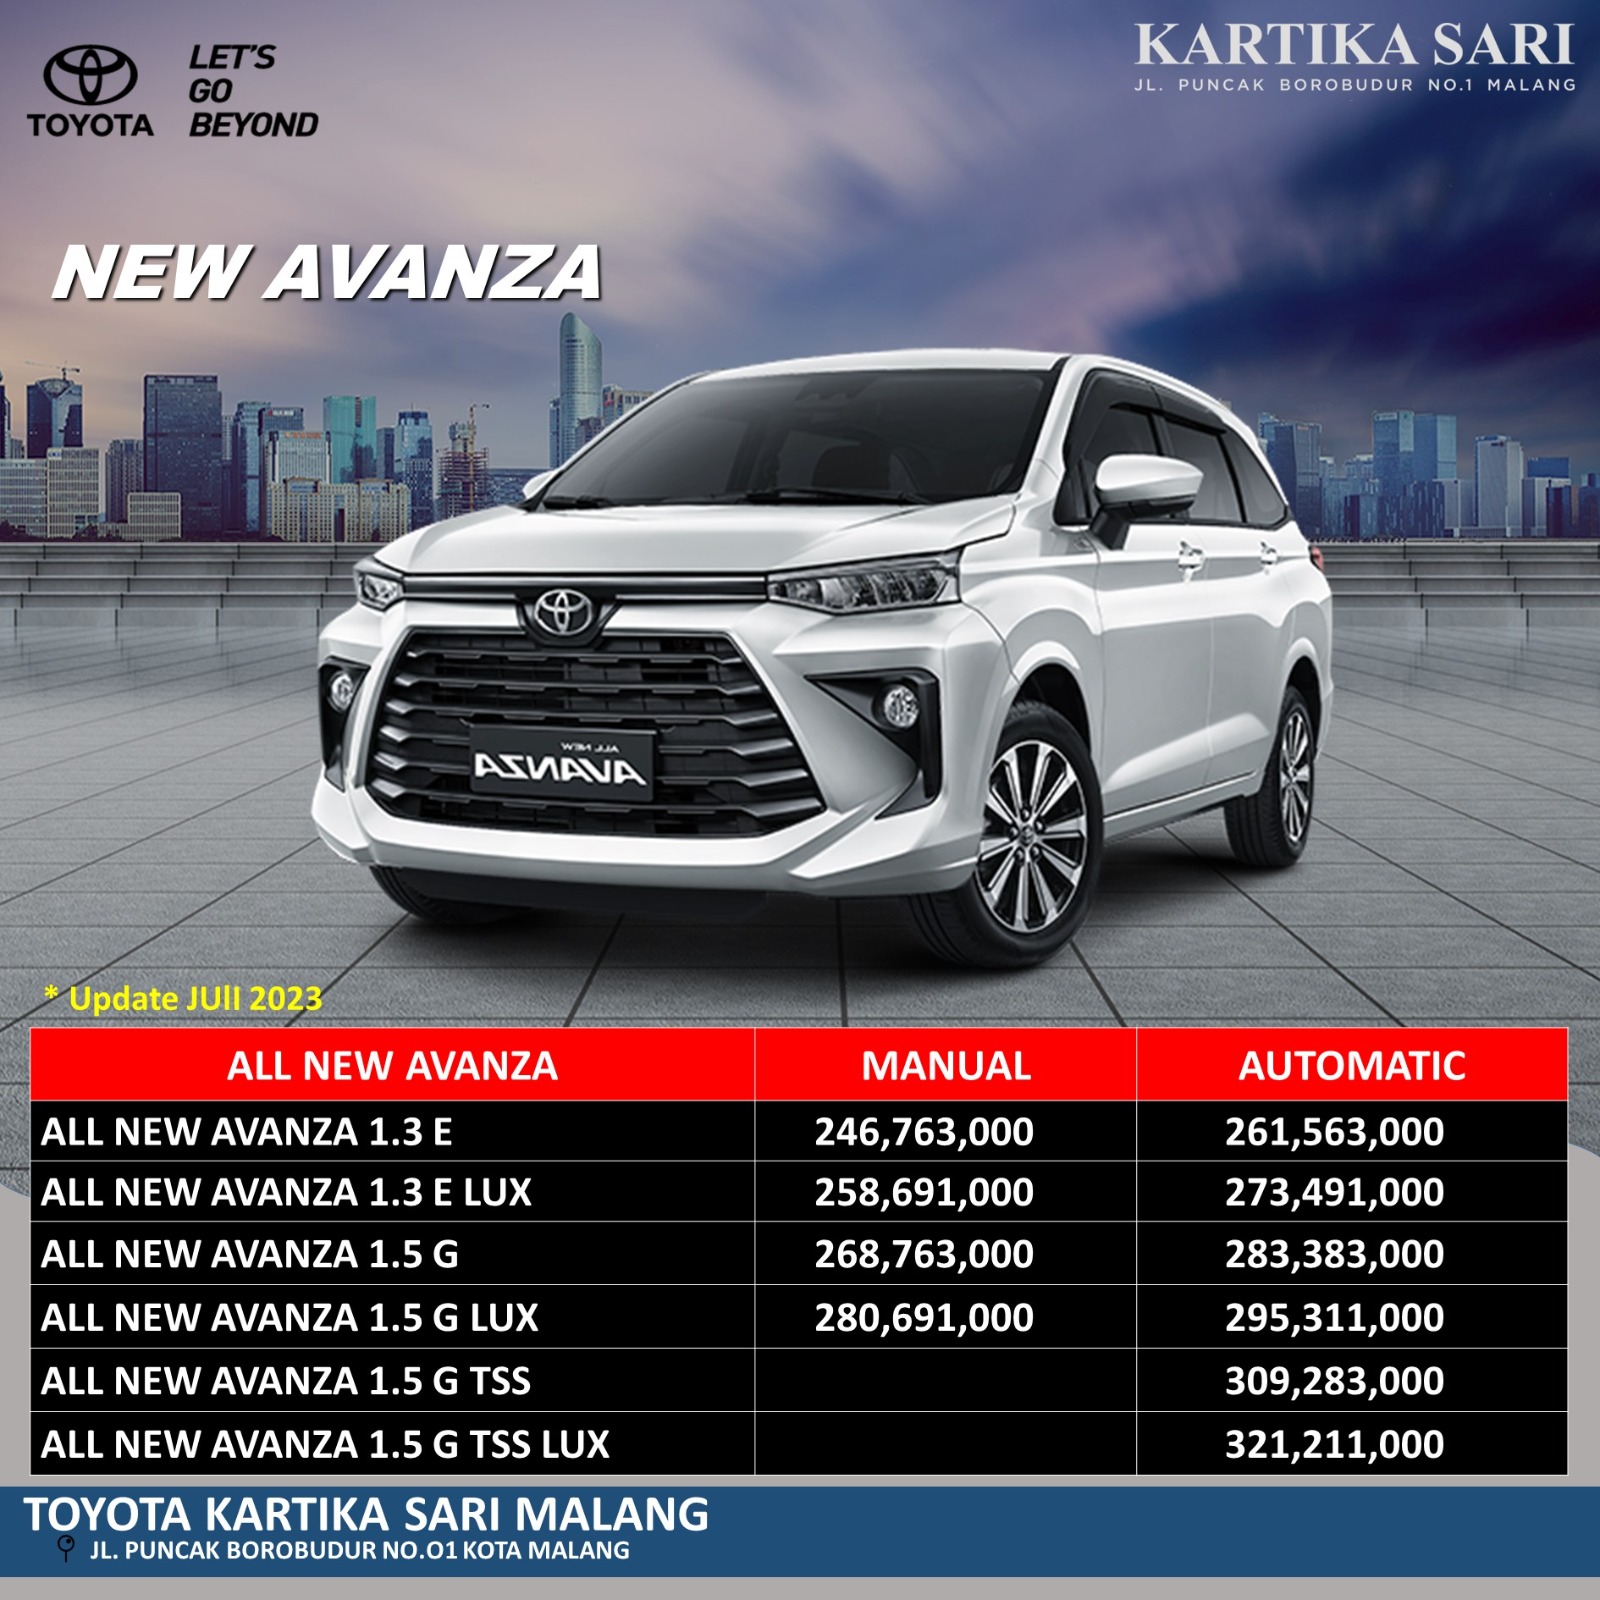 TOYOTA
LET'S
GO
BEYOND
KARTIKA SARI
JL. PUNCAK BOROBUDUR NO.1 MALANG
NEW AVANZA
ALL NEW
AVANZA
* Update JUlI 2023
ALL NEW AVANZA MANUAL AUTOMATIC
ALL NEW AVANZA 1.3 E 246,763,000 261,563,000
ALL NEW AVANZA 1.3 E LUX 258,691,000 273,491,000
ALL NEW AVANZA 1.5 G 268,763,000 283,383,000
ALL NEW AVANZA 1.5 G LUX 280,691,000 295,311,000
ALL NEW AVANZA 1.5 G TSS 309,283,000
ALL NEW AVANZA 1.5 G TSS LUX 321,211,000
TOYOTA KARTIKA SARI MALANG
JL. PUNCAK BOROBUDUR NO.O1 KOTA MALANG